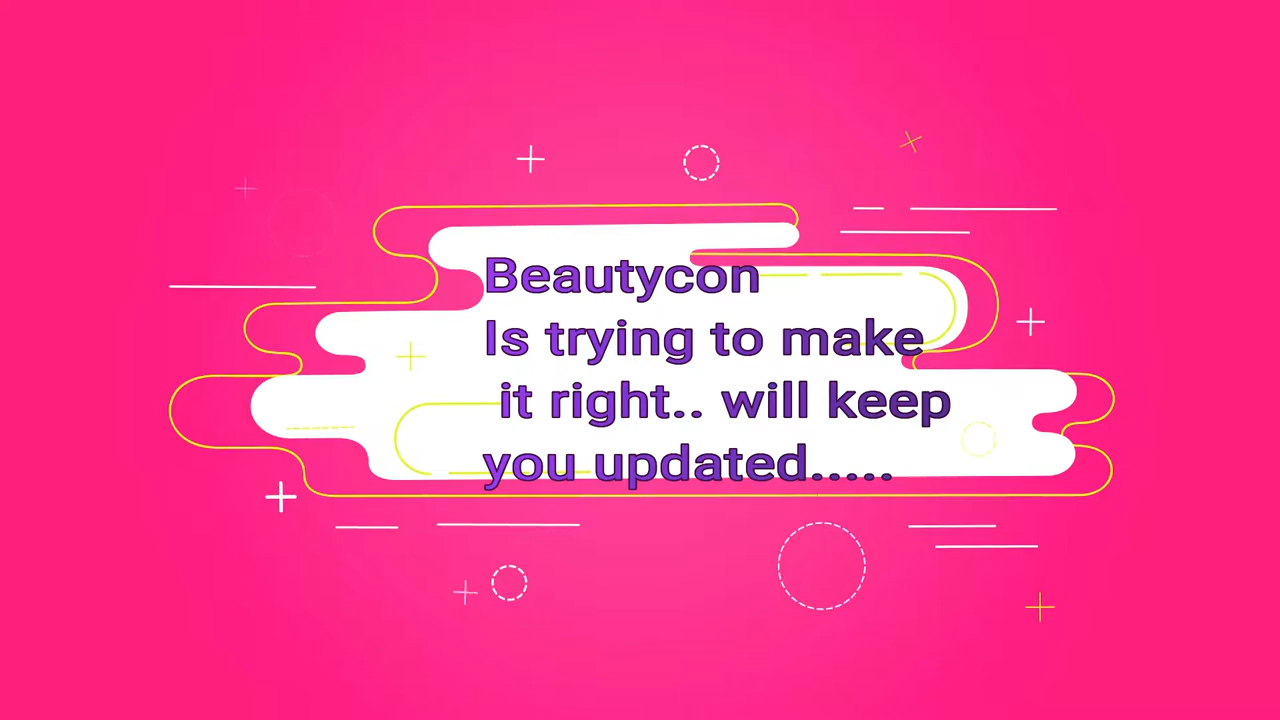 Beautycon
Is trying to make
it right.. will keep
you updated.....